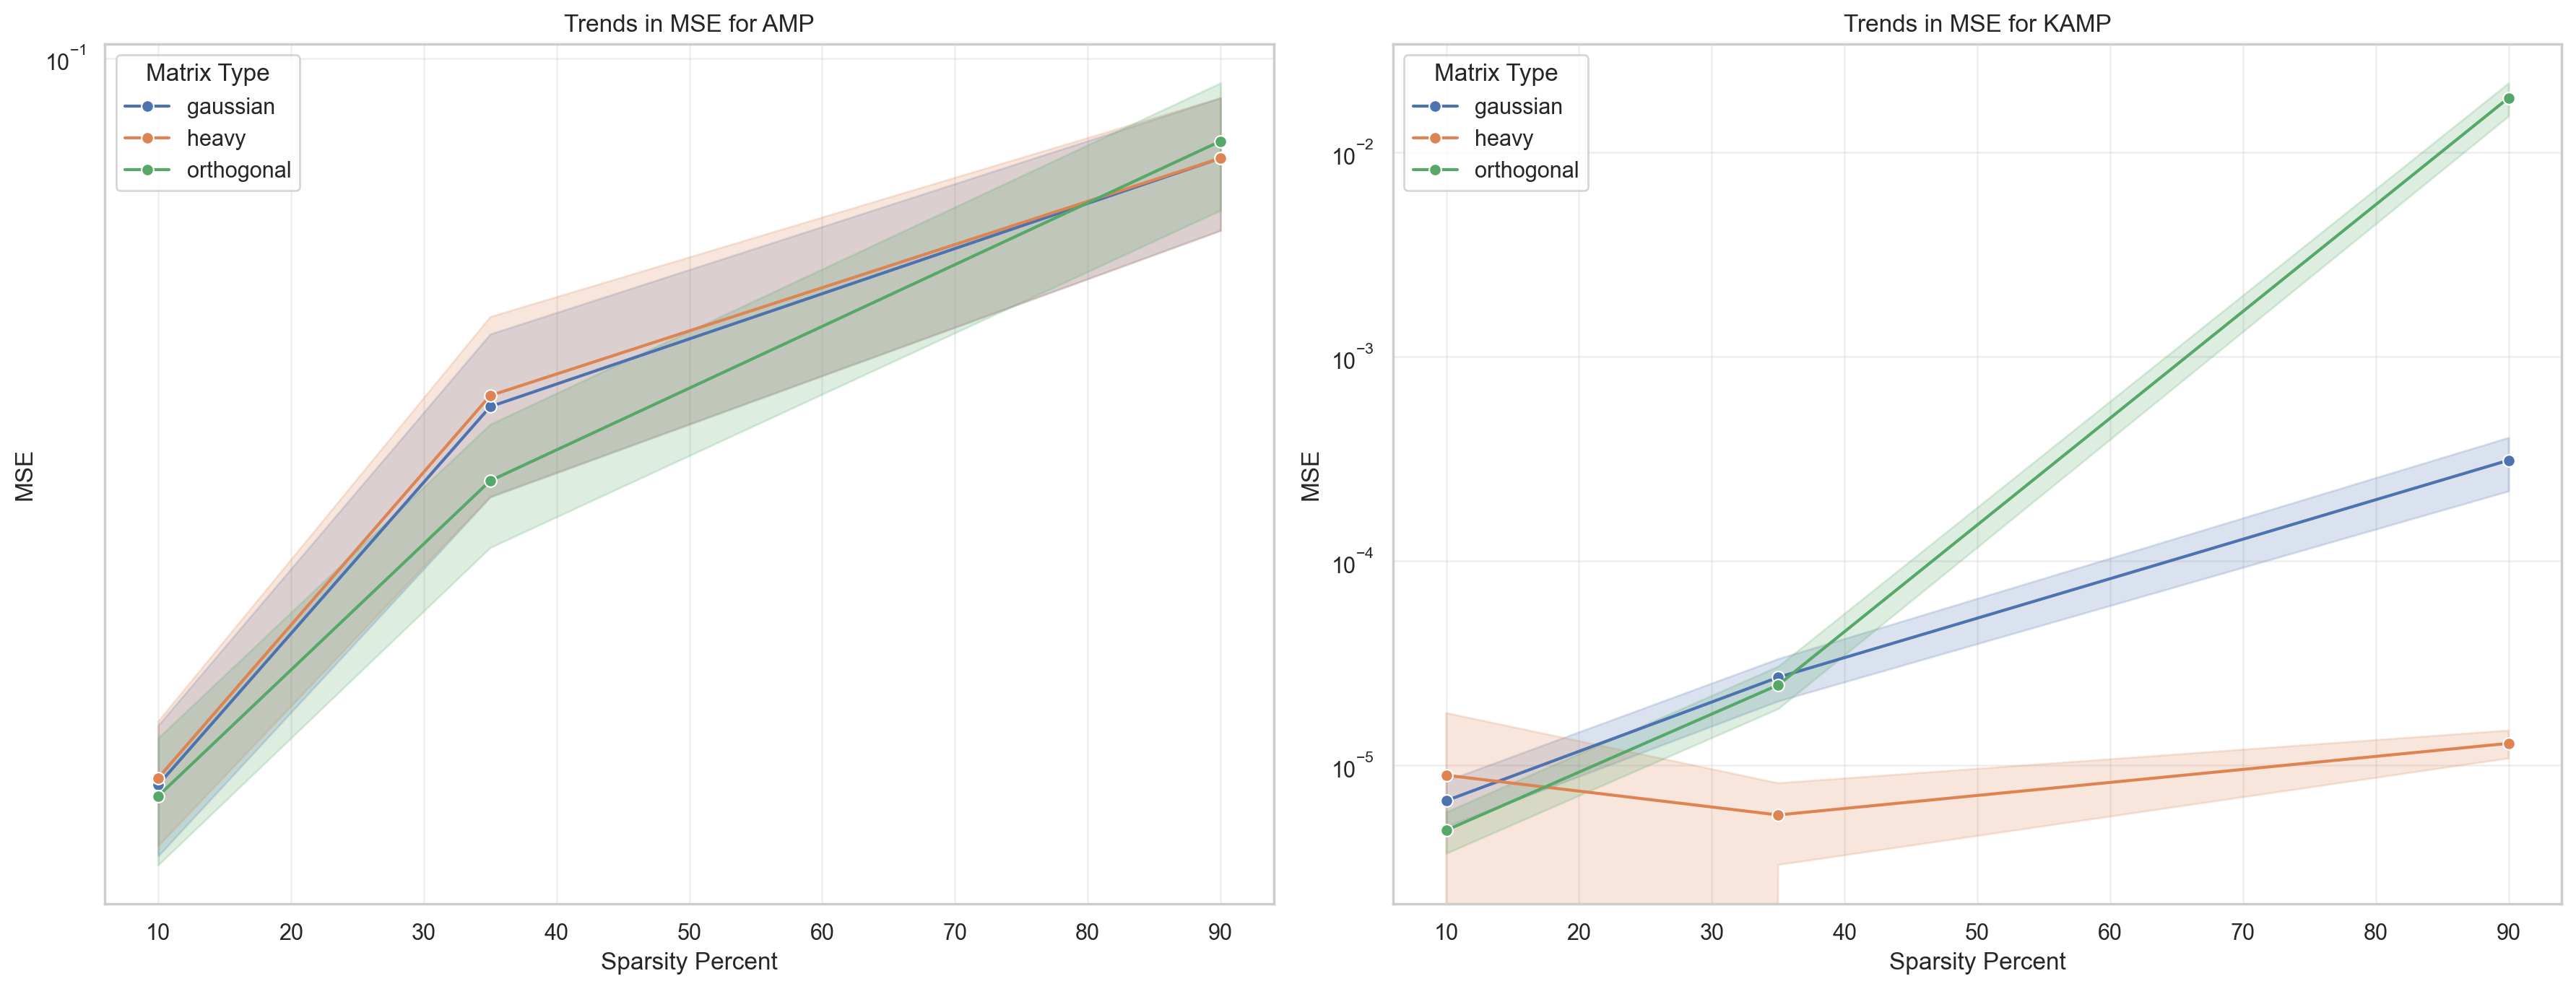 Trends in MSE for AMP
10⁻¹
Matrix Type
gaussian
heavy
orthogonal
MSE
10 20 30 40 50 60 70 80 90
Sparsity Percent
Trends in MSE for KAMP
Matrix Type
gaussian
heavy
orthogonal
10⁻²
10⁻³
10⁻⁴
10⁻⁵
MSE
10 20 30 40 50 60 70 80 90
Sparsity Percent